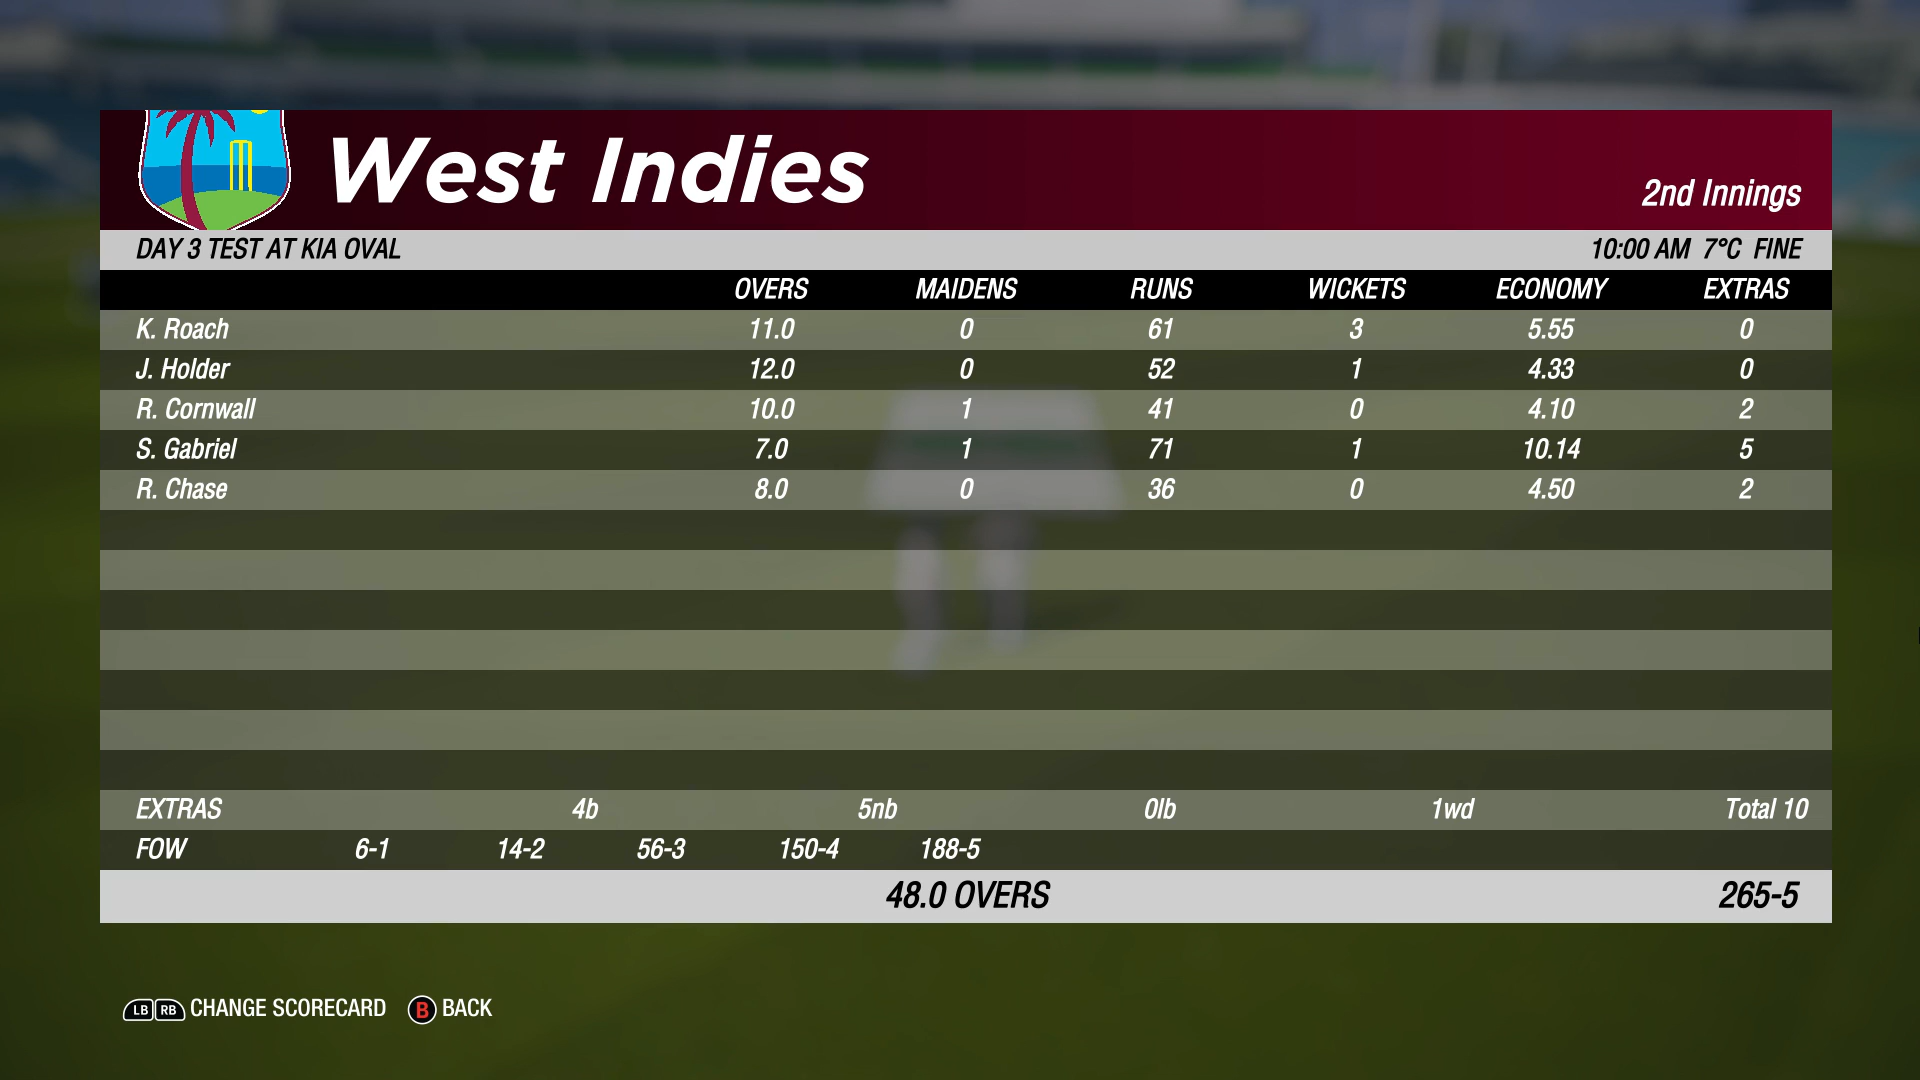 West Indies
2nd Innings
DAY 3 TEST AT KIA OVAL 10:00 AM 7°C FINE
OVERS MAIDENS RUNS WICKETS ECONOMY EXTRAS
K. Roach 11.0 0 61 3 5.55 0
J. Holder 12.0 0 52 1 4.33 0
R. Cornwall 10.0 1 41 0 4.10 2
S. Gabriel 7.0 1 71 1 10.14 5
R. Chase 8.0 0 36 0 4.50 2
EXTRAS 4b 5nb 0lb 1wd Total 10
FOW 6-1 14-2 56-3 150-4 188-5
48.0 OVERS 265-5
LB RB CHANGE SCORECARD B BACK